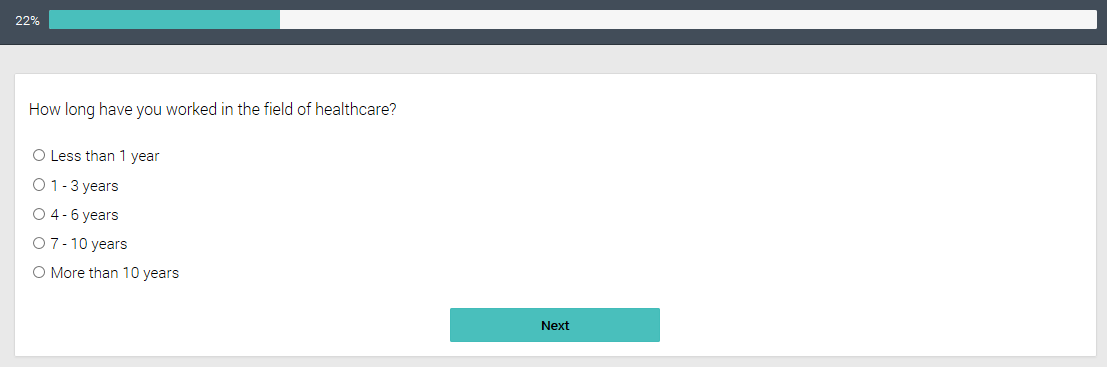 22%
How long have you worked in the field of healthcare?
Less than 1 year
1 - 3 years
4 - 6 years
7 - 10 years
More than 10 years
Next